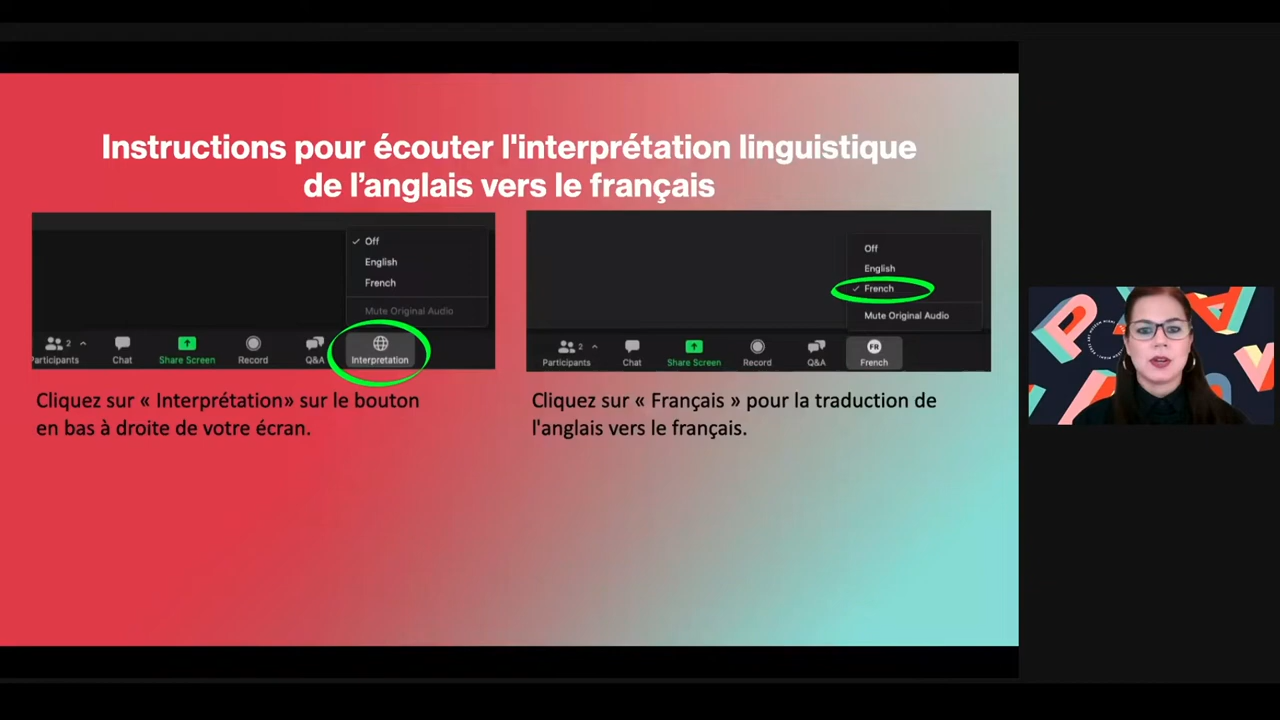 Instructions pour écouter l'interprétation linguistique
de l’anglais vers le français
Off
English
French
Mute Original Audio
2
Participants
Chat
Share Screen
Record
Q&A
Interpretation
Off
English
French
Mute Original Audio
2
Participants
Chat
Share Screen
Record
Q&A
FR
French
Cliquez sur « Interprétation» sur le bouton
en bas à droite de votre écran.
Cliquez sur « Français » pour la traduction de
l'anglais vers le français.